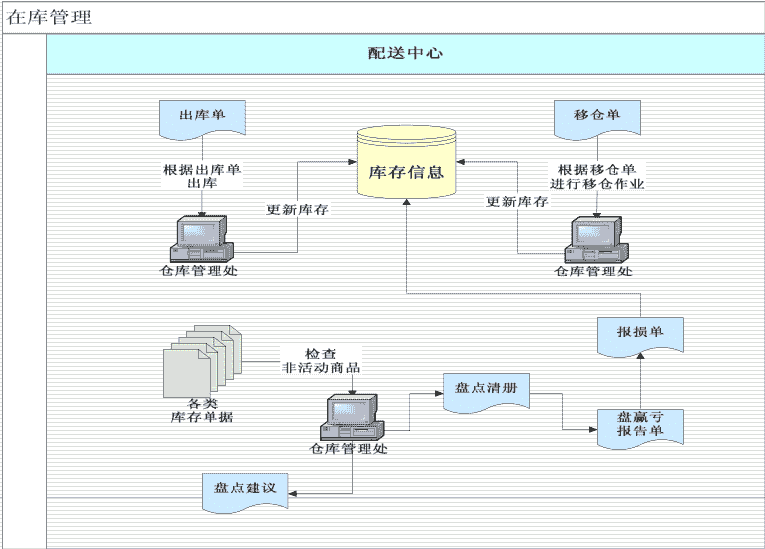 在库管理
配送中心
出库单
移仓单
库存信息
根据出库单
出库
根据移仓单
进行移仓作业
更新库存
更新库存
仓库管理处
仓库管理处
报损单
检查
非活动商品
盘点清册
各类
库存单据
盘赢亏
报告单
仓库管理处
盘点建议